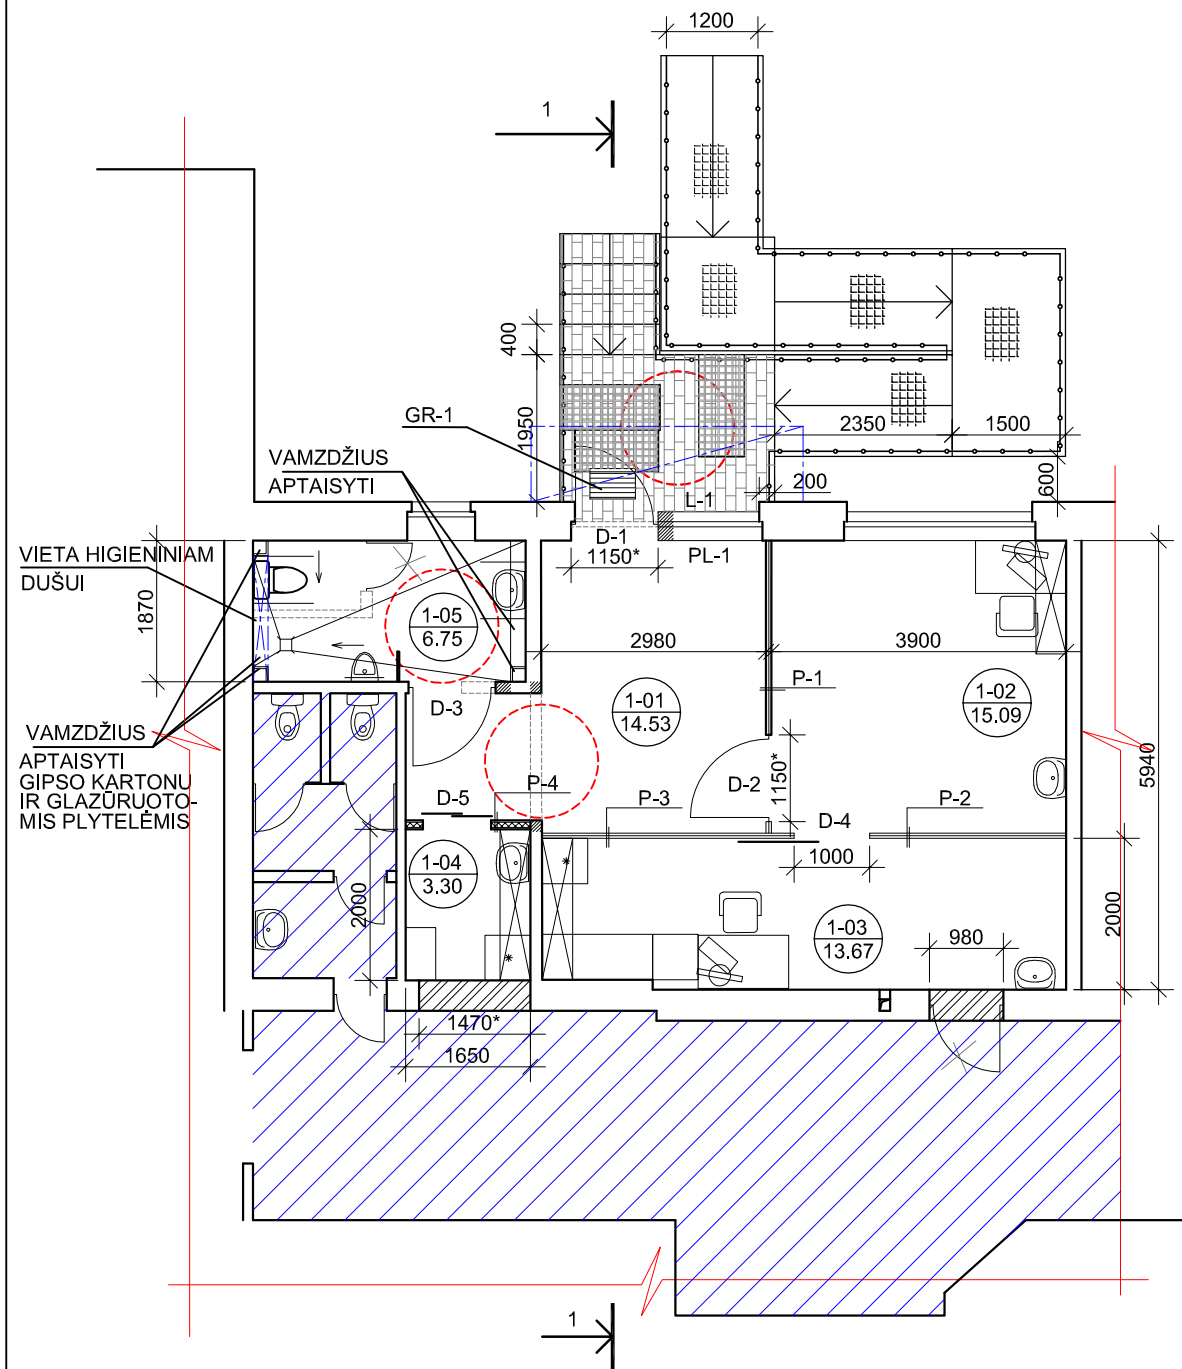 1200
1
400
1950
GR-1
VAMZDŽIUS
APTAISYTI
2350
1500
200
600
L-1
D-1
1150*
PL-1
VIETA HIGIENINIAM
DUŠUI
1870
1-05
6.75
2980
3900
P-1
1-01
14.53
1-02
15.09
D-3
VAMZDŽIUS
APTAISYTI
GIPSO KARTONU
IR GLAZŪRUOTO-
MIS PLYTELĖMIS
5940
1150*
D-2
P-4
P-3
D-5
D-4
P-2
1-04
3.30
1000
2000
2000
1-03
13.67
980
1470*
1650
1